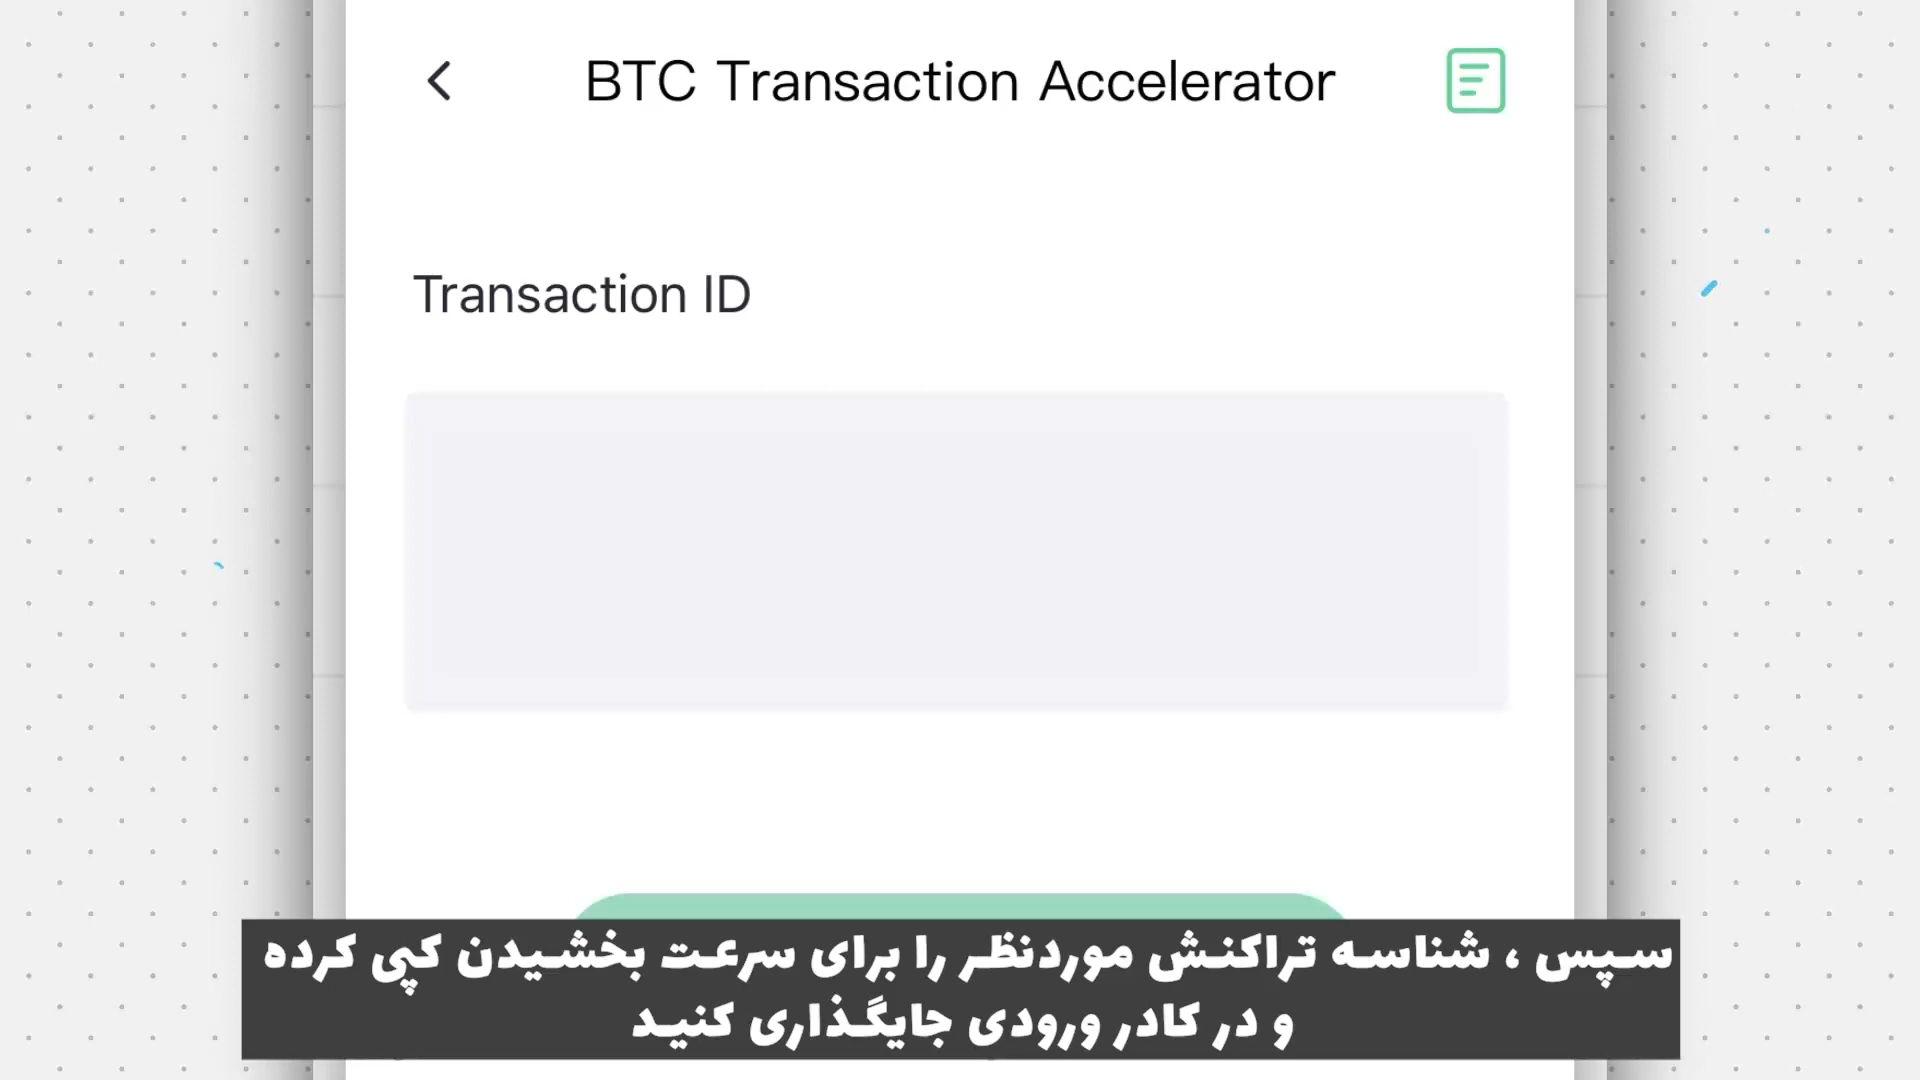 BTC Transaction Accelerator
Transaction ID
سپس ، شناسه تراکنش موردنظر را برای سرعت بخشیدن کپی کرده
و در کادر ورودی جایگذاری کنید